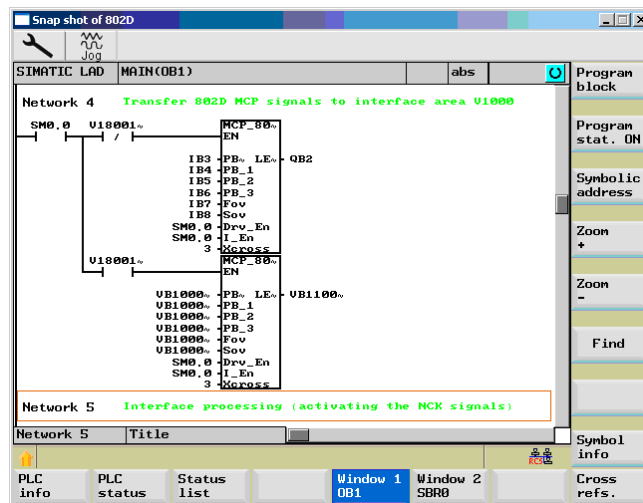 Snap shot of 802D
Jog
SIMATIC LAD MAIN(OB1) abs
Program block
Network 4 Transfer 802D MCP signals to interface area V1000
SM0.0 V18001~ MCP_80~
EN
Program stat. ON
IB3 PB~ LE~ QB2
IB4 PB_1
IB5 PB_2
IB6 PB_3
IB7 Fov
IB8 Sov
SM0.0 Drv_En
SM0.0 I_En
3 Xcross
Symbolic address
Zoom +
V18001~ MCP_80~
EN
VB1000~ PB~ LE~ VB1100~
VB1000~ PB_1
VB1000~ PB_2
VB1000~ PB_3
VB1000~ Fov
VB1000~ Sov
SM0.0 Drv_En
SM0.0 I_En
3 Xcross
Zoom -
Find
Network 5 Interface processing (activating the NCK signals)
Network 5 Title
Symbol info
RCS
PLC info
PLC status
Status list
Window 1 OB1
Window 2 SBR0
Cross refs.